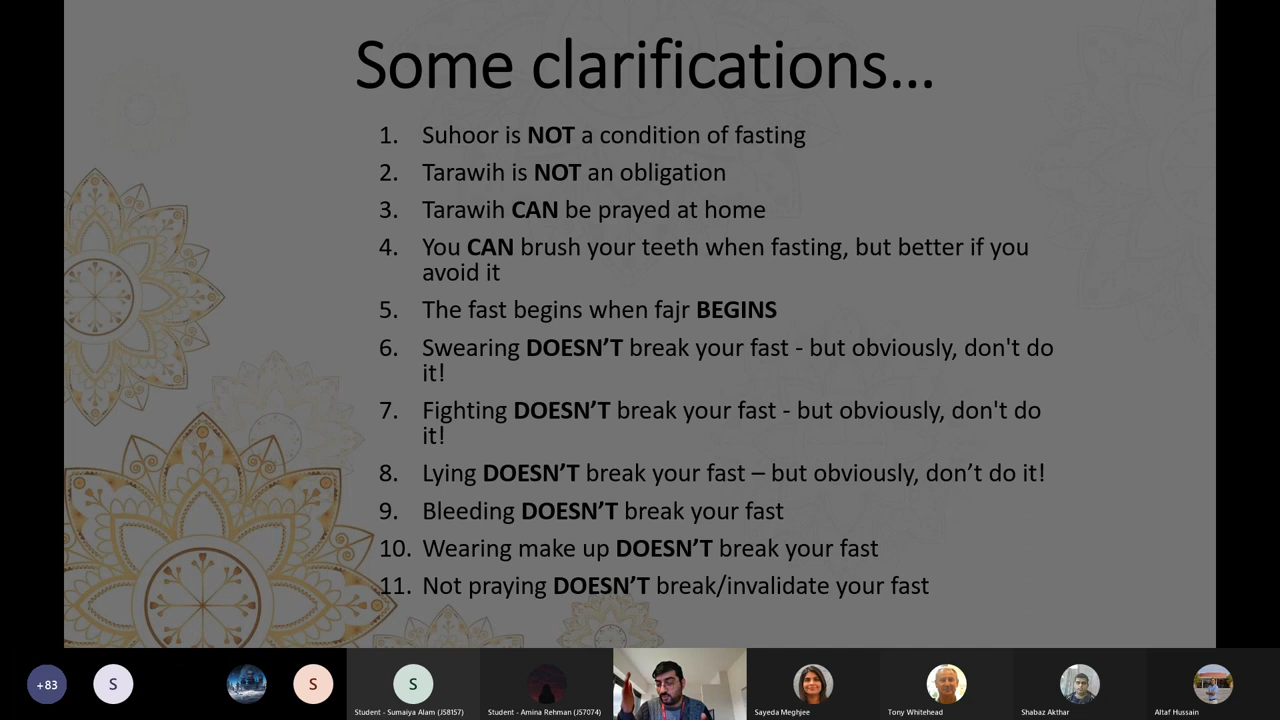 Some clarifications...
1. Suhoor is NOT a condition of fasting
2. Tarawih is NOT an obligation
3. Tarawih CAN be prayed at home
4. You CAN brush your teeth when fasting, but better if you
avoid it
5. The fast begins when fajr BEGINS
6. Swearing DOESN’T break your fast - but obviously, don't do
it!
7. Fighting DOESN’T break your fast - but obviously, don't do
it!
8. Lying DOESN’T break your fast – but obviously, don’t do it!
9. Bleeding DOESN’T break your fast
10. Wearing make up DOESN’T break your fast
11. Not praying DOESN’T break/invalidate your fast
+83
S
S
S
Student - Sumaiya Alam (JS8157)
Student - Amina Rehman (JS7074)
Sayeda Meghjee
Tony Whitehead
Shabaz Akthar
Altaf Hussain